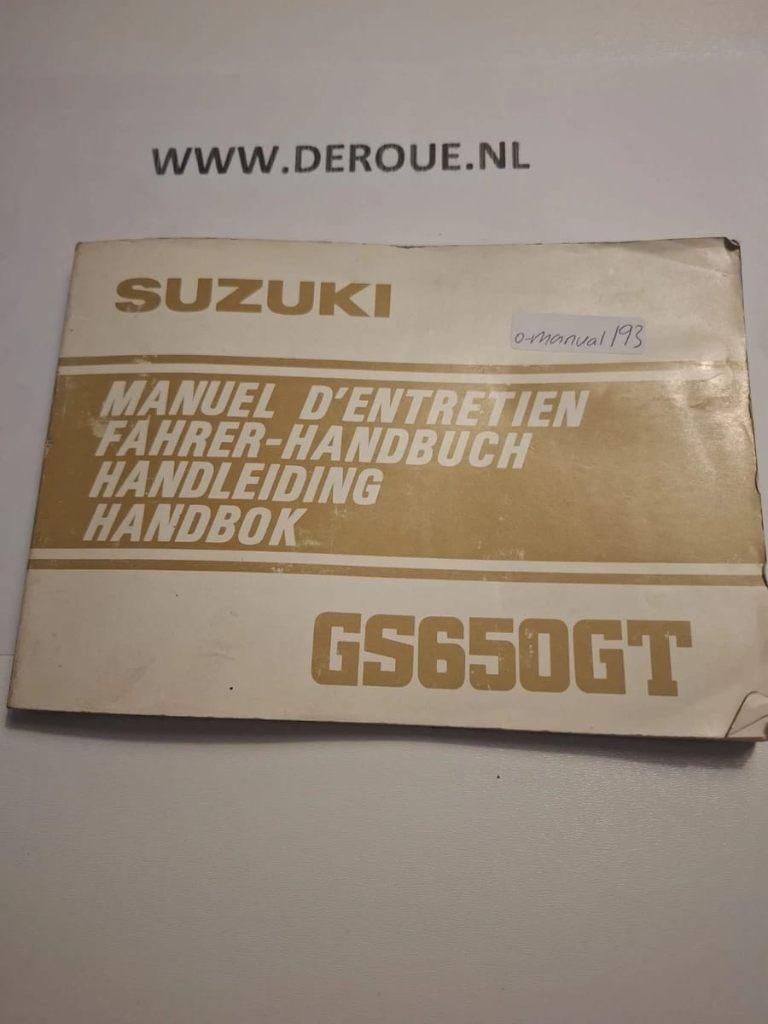 WWW.DEROUE.NL
SUZUKI
o-manual 193
MANUEL D'ENTRETIEN
FAHRER-HANDBUCH
HANDLEIDING
HANDBOK
GS650GT